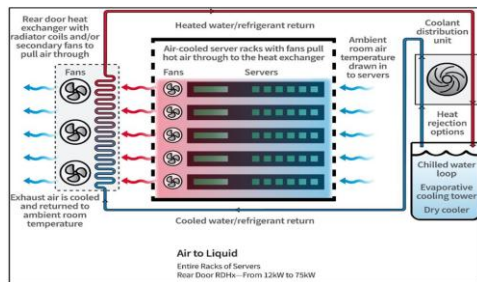 Rear door heat
exchanger with
radiator coils and/or
secondary fans to
pull air through
Fans
Exhaust air is cooled
and returned to
ambient room
temperature
Heated water/refrigerant return
Air-cooled server racks with fans pull
hot air through to the heat exchanger
Fans
Servers
Ambient
room air
temperature
drawn in
to servers
Coolant
distribution
unit
Heat
rejection
options
Chilled water
loop
Evaporative
cooling tower
Dry cooler
Cooled water/refrigerant return
Air to Liquid
Entire Racks of Servers
Rear Door RDHx—From 12kW to 75kW